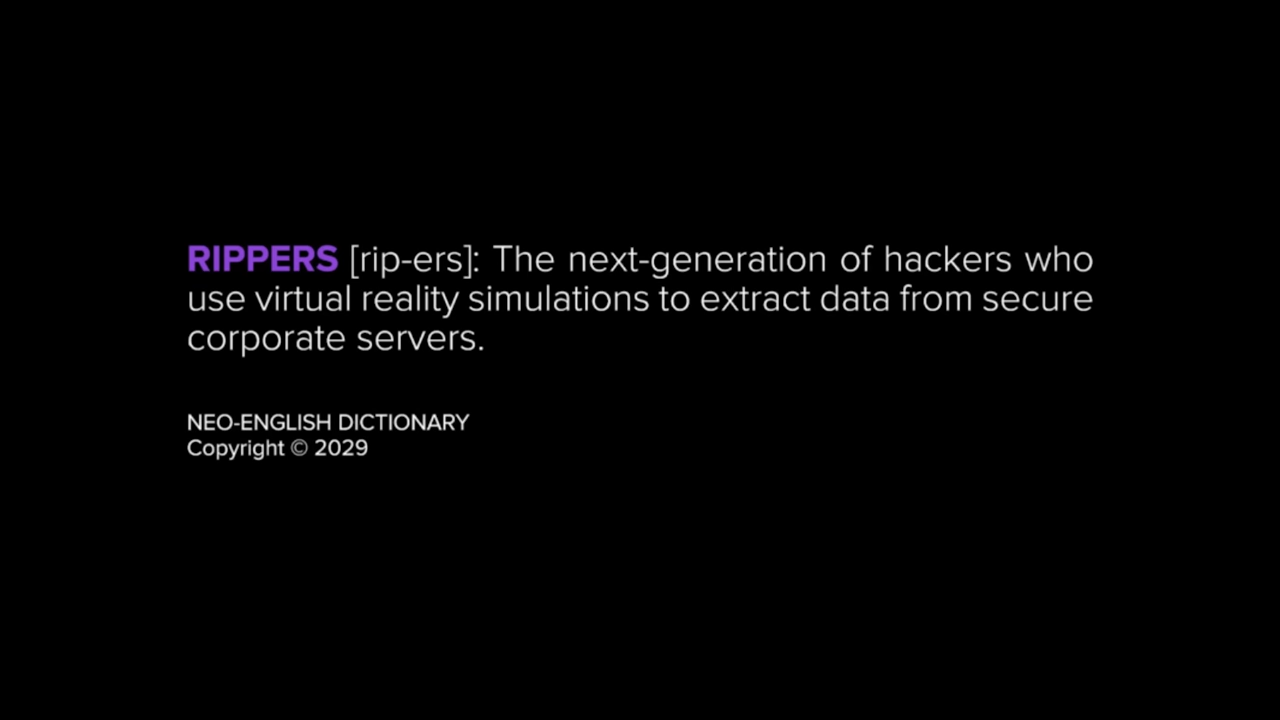 RIPPERS [rip-ers]: The next-generation of hackers who
use virtual reality simulations to extract data from secure
corporate servers.
NEO-ENGLISH DICTIONARY
Copyright © 2029